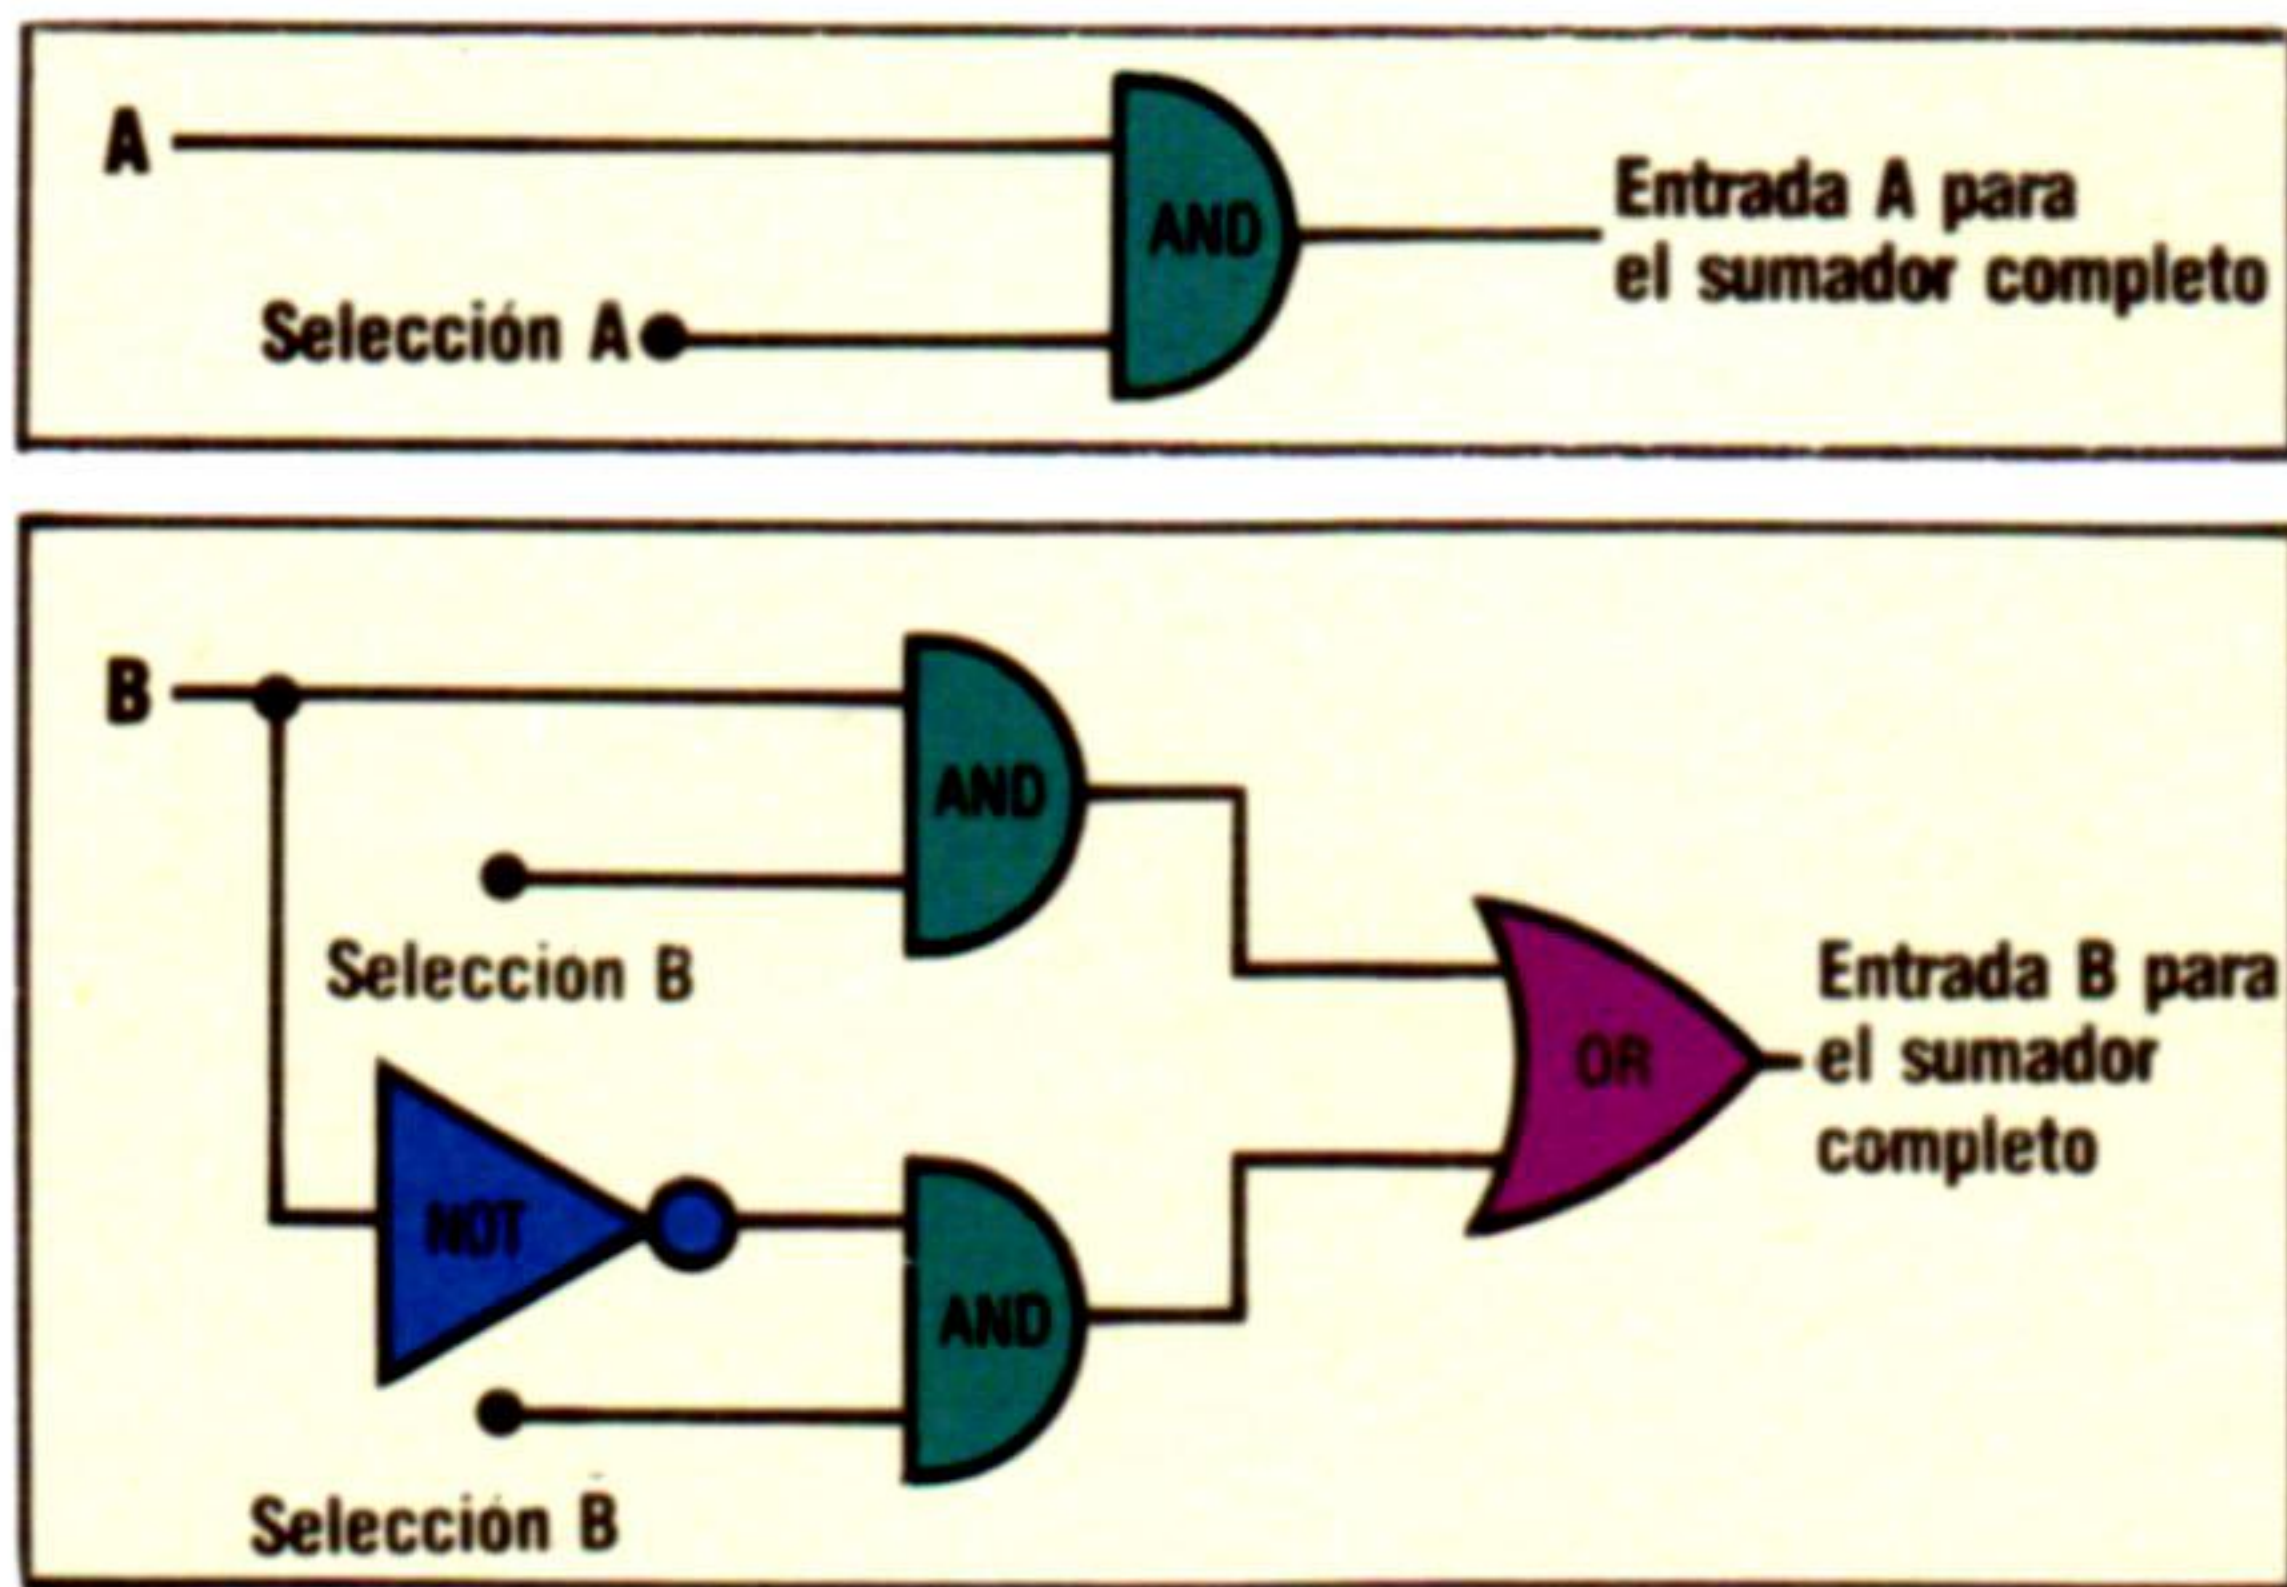 A
AND
Entrada A para
el sumador completo
Selección A
B
AND
Seleccion B
OR
Entrada B para
el sumador
completo
NOT
AND
Selección B